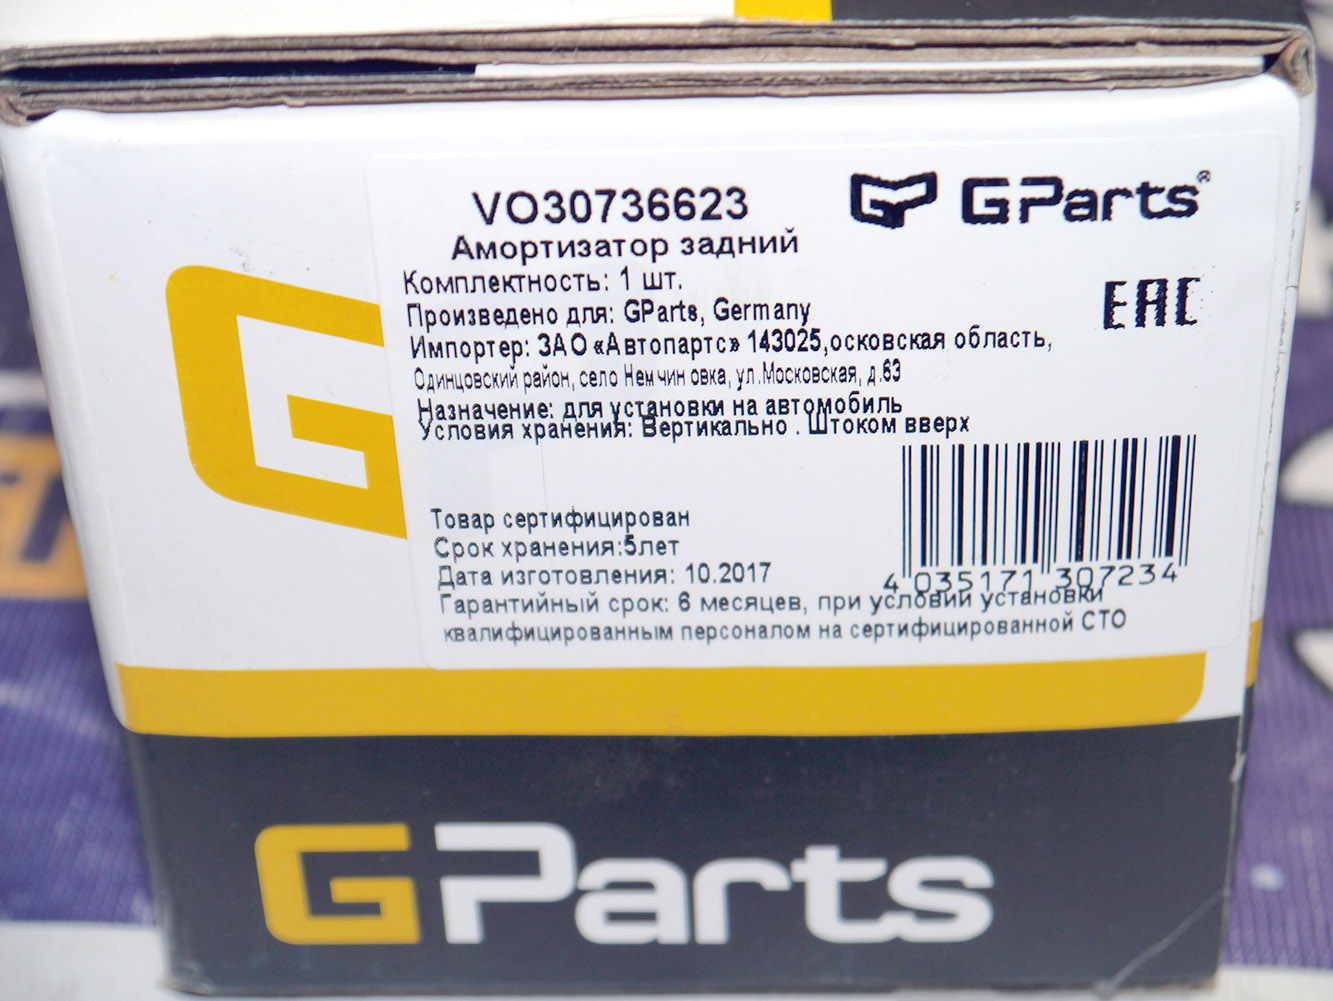 VO30736623
GParts®
Амортизатор задний
Комплектность: 1 шт.
EAC
Произведено для: GParts, Germany
Импортер: ЗАО «Автопартс» 143025,осковская область,
Одинцовский район, село Немчин овка, ул.Московская, д.63
Назначение: для установки на автомобиль
Условия хранения: Вертикально . Штоком вверх
Товар сертифицирован
Срок хранения:5лет
Дата изготовления: 10.2017
4 035171 307234
Гарантийный срок: 6 месяцев, при условии установки
квалифицированным персоналом на сертифицированной СТО
GParts